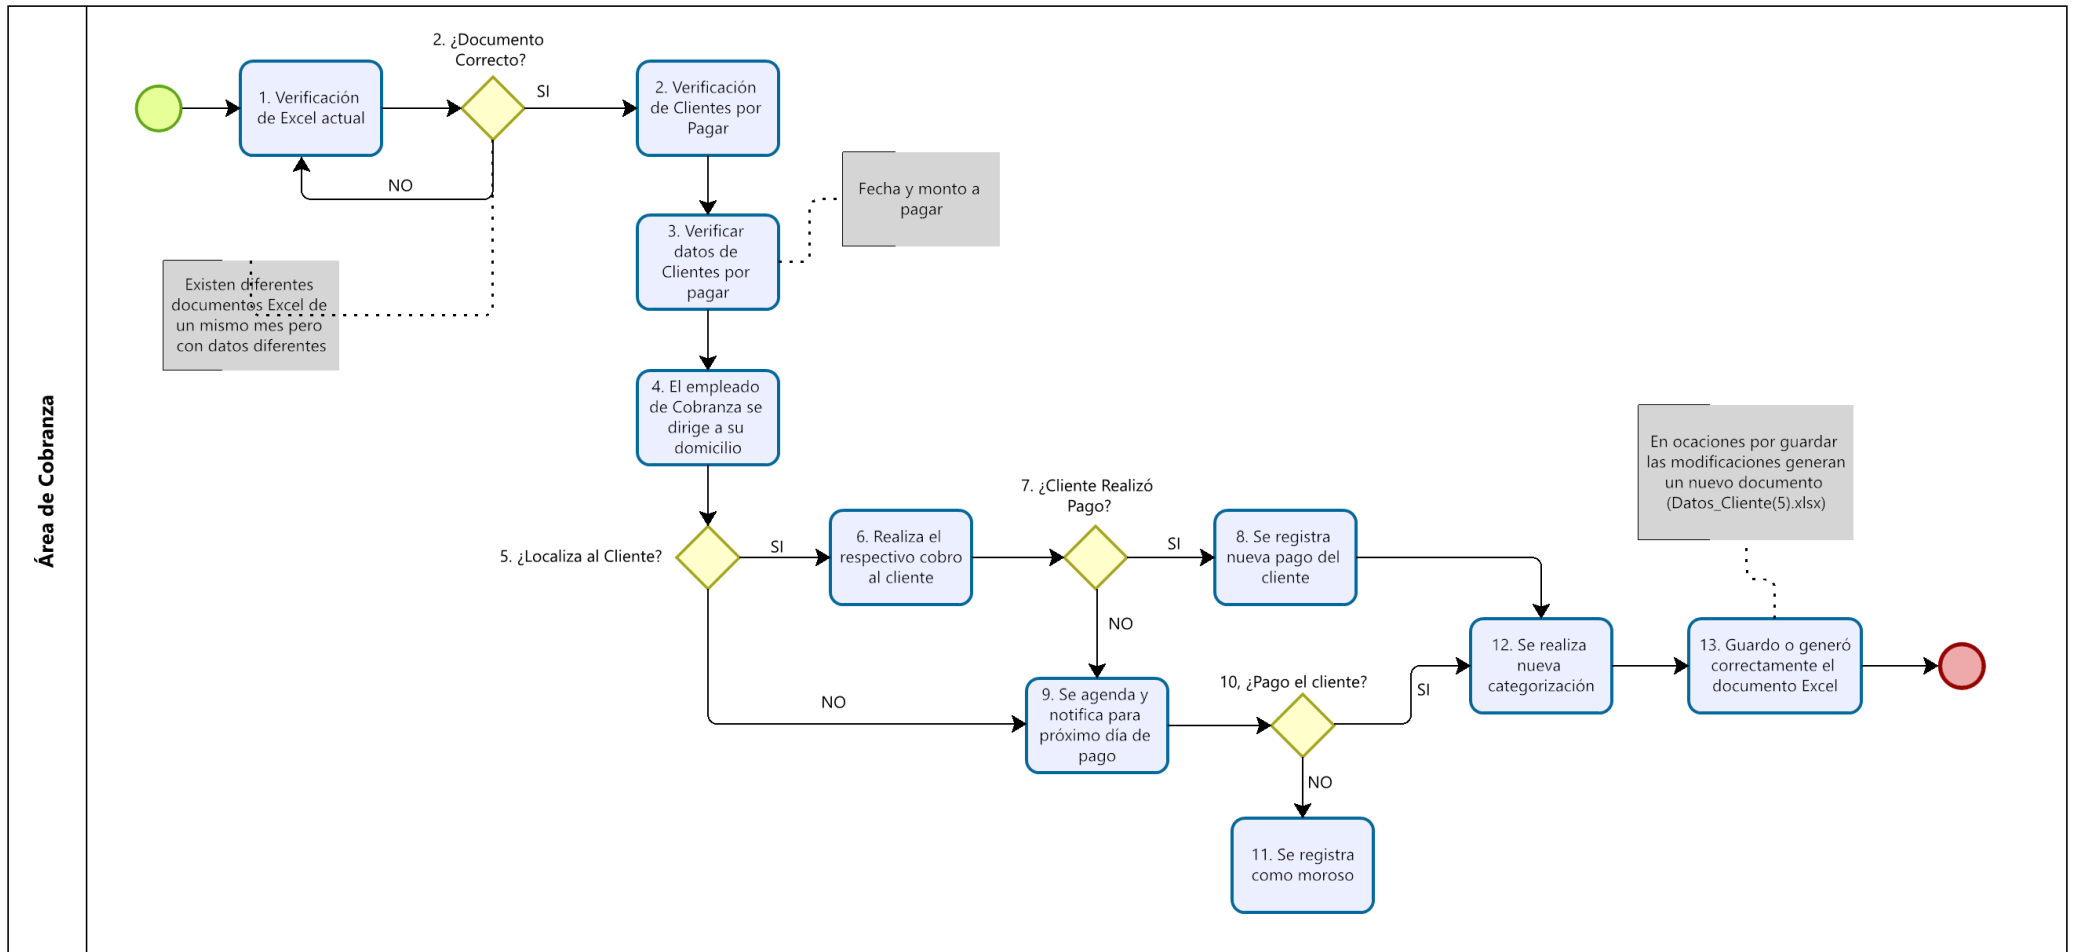 Área de Cobranza
2. ¿Documento
Correcto?
1. Verificación
de Excel actual
SI
NO
2. Verificación
de Clientes por
Pagar
Fecha y monto a
pagar
3. Verificar
datos de
Clientes por
pagar
Existen diferentes
documentos Excel de
un mismo mes pero
con datos diferentes
4. El empleado
de Cobranza se
dirige a su
domicilio
5. ¿Localiza al Cliente?
SI
NO
6. Realiza el
respectivo cobro
al cliente
7. ¿Cliente Realizó
Pago?
SI
NO
8. Se registra
nueva pago del
cliente
9. Se agenda y
notifica para
próximo día de
pago
10, ¿Pago el cliente?
SI
NO
11. Se registra
como moroso
12. Se realiza
nueva
categorización
En ocaciones por guardar
las modificaciones generan
un nuevo documento
(Datos_Cliente(5).xlsx)
13. Guardo o generó
correctamente el
documento Excel